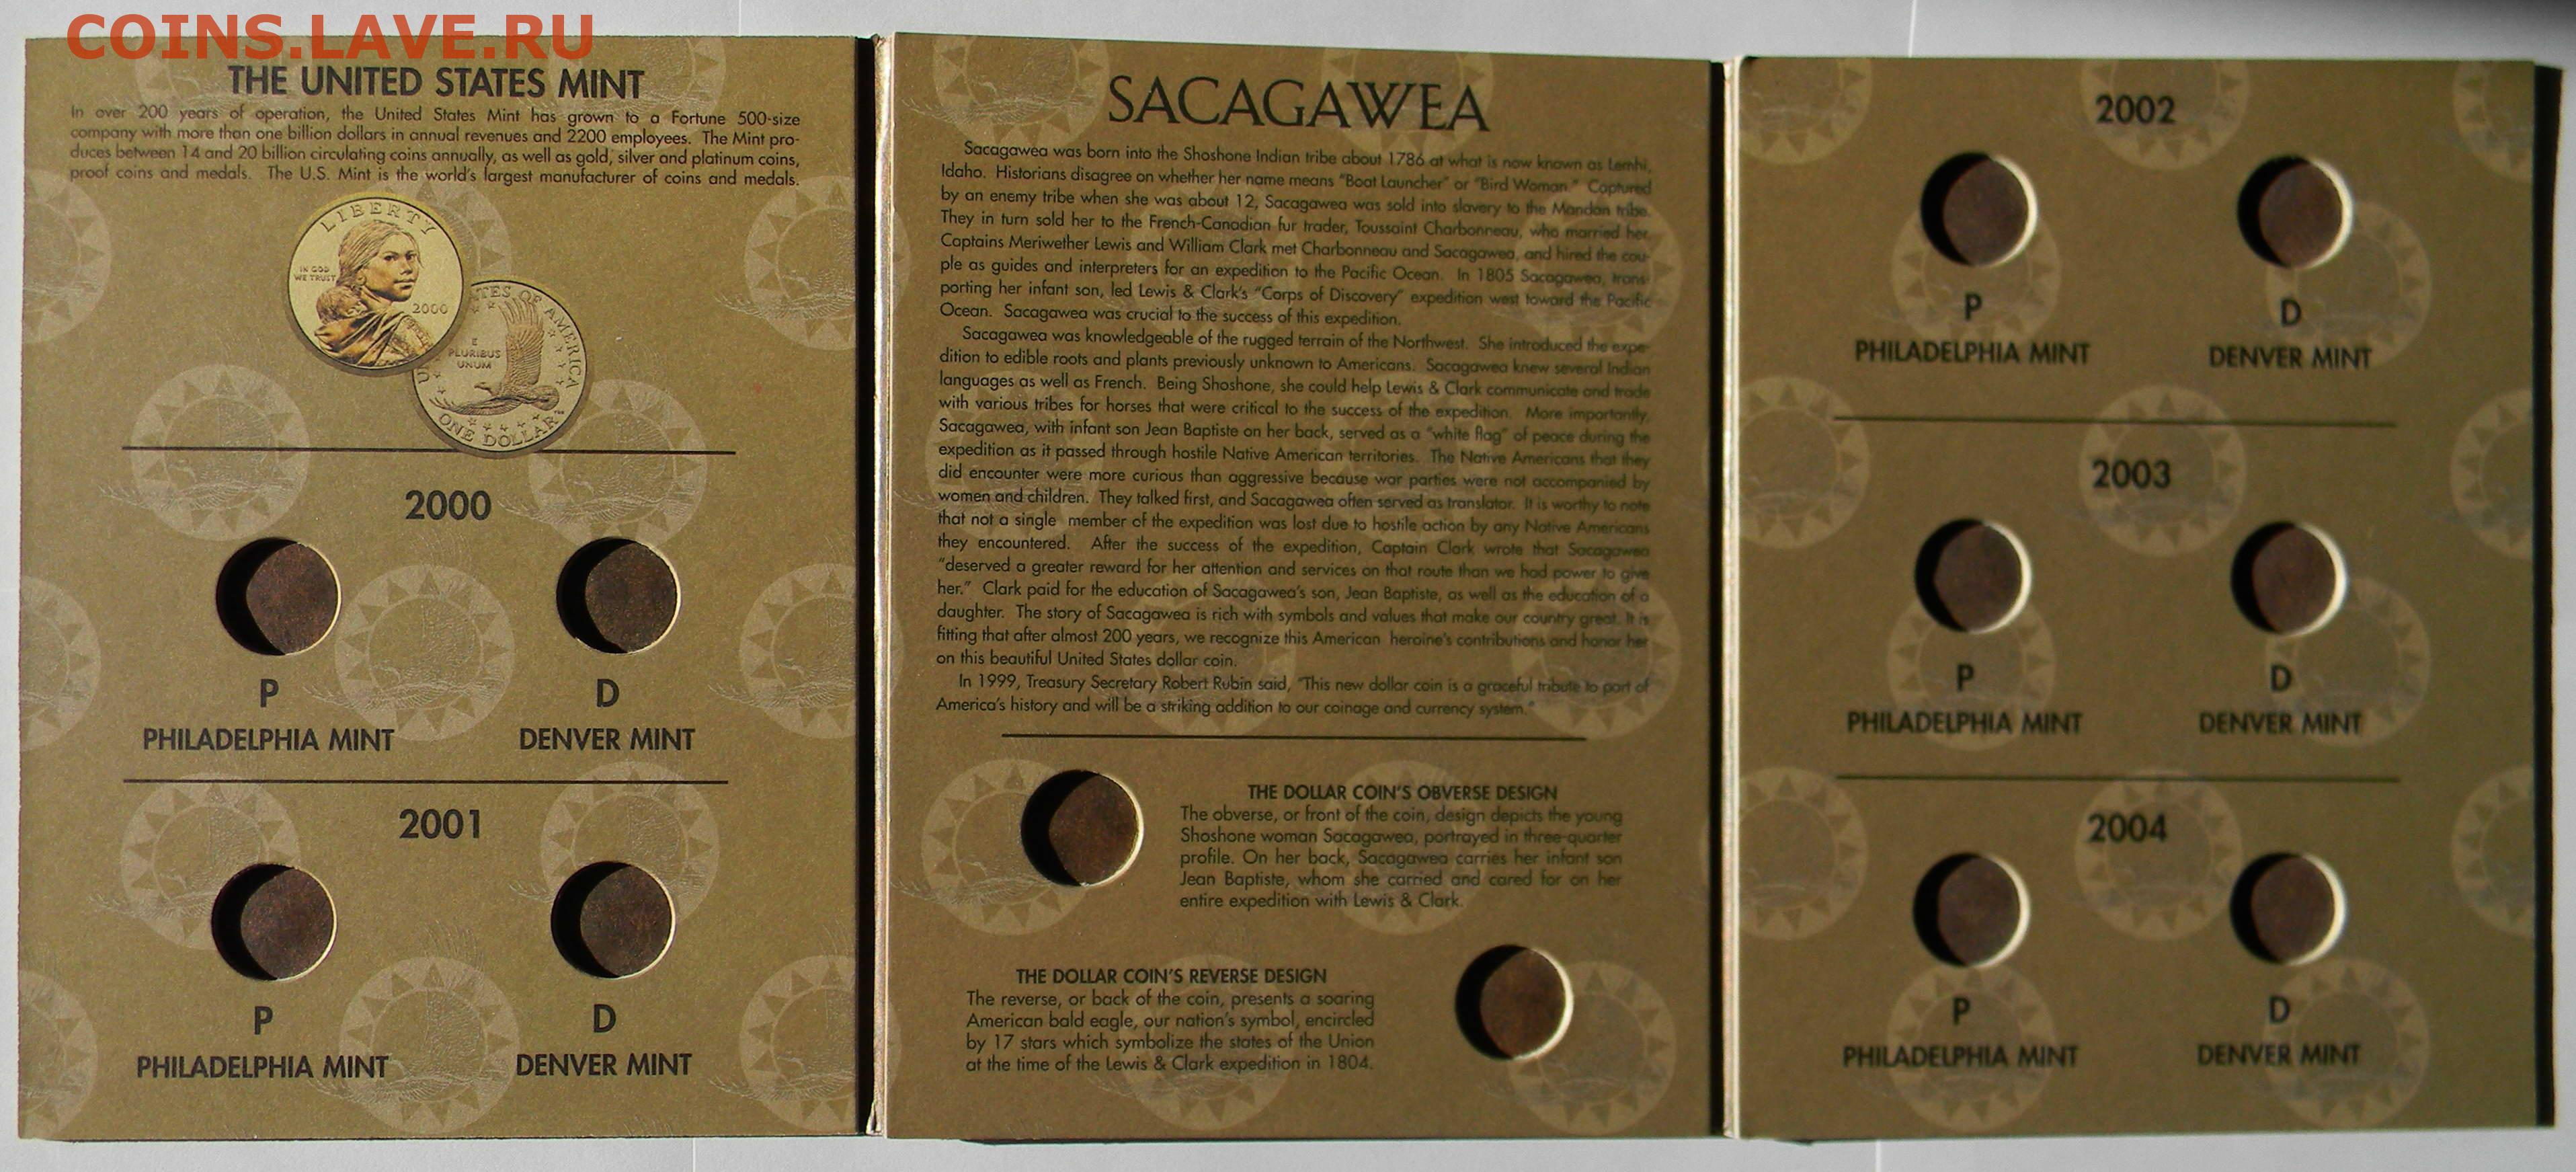 COINS.LAVE.RU
THE UNITED STATES MINT
In over 200 years of operation, the United States Mint has grown to a Fortune 500-size
company with more than one billion dollars in annual revenues and 2200 employees. The Mint pro-
duces between 14 and 20 billion circulating coins annually, as well as gold, silver and platinum coins,
proof coins and medals. The U.S. Mint is the world's largest manufacturer of coins and medals.
LIBERTY
IN GOD
WE TRUST
2000
UNITED STATES OF AMERICA
E
PLURIBUS
UNUM
ONE DOLLAR
2000
P
PHILADELPHIA MINT
D
DENVER MINT
2001
P
PHILADELPHIA MINT
D
DENVER MINT
SACAGAWEA
Sacagawea was born into the Shoshone Indian tribe about 1786 at what is now known as Lemhi,
Idaho. Historians disagree on whether her name means "Boat Launcher" or "Bird Woman." Captured
by an enemy tribe when she was about 12, Sacagawea was sold into slavery to the Mandan tribe.
They in turn sold her to the French-Canadian fur trader, Toussaint Charbonneau, who married her.
Captains Meriwether Lewis and William Clark met Charbonneau and Sacagawea, and hired the cou-
ple as guides and interpreters for an expedition to the Pacific Ocean. In 1805 Sacagawea, trans-
porting her infant son, led Lewis & Clark's "Corps of Discovery" expedition west toward the Pacific
Ocean. Sacagawea was crucial to the success of this expedition.
Sacagawea was knowledgeable of the rugged terrain of the Northwest. She introduced the expe-
dition to edible roots and plants previously unknown to Americans. Sacagawea knew several Indian
languages as well as French. Being Shoshone, she could help Lewis & Clark communicate and trade
with various tribes for horses that were critical to the success of the expedition. More importantly,
Sacagawea, with infant son Jean Baptiste on her back, served as a "white flag" of peace during the
expedition as it passed through hostile Native American territories. The Native Americans that they
did encounter were more curious than aggressive because war parties were not accompanied by
women and children. They talked first, and Sacagawea often served as translator. It is worthy to note
that not a single member of the expedition was lost due to hostile action by any Native Americans
they encountered. After the success of the expedition, Captain Clark wrote that Sacagawea
"deserved a greater reward for her attention and services on that route than we had power to give
her." Clark paid for the education of Sacagawea's son, Jean Baptiste, as well as the education of a
daughter. The story of Sacagawea is rich with symbols and values that make our country great. It is
fitting that after almost 200 years, we recognize this American heroine's contributions and honor her
on this beautiful United States dollar coin.
In 1999, Treasury Secretary Robert Rubin said, "This new dollar coin is a graceful tribute to part of
America's history and will be a striking addition to our coinage and currency system."
THE DOLLAR COIN'S OBVERSE DESIGN
The obverse, or front of the coin, design depicts the young
Shoshone woman Sacagawea, portrayed in three-quarter
profile. On her back, Sacagawea carries her infant son
Jean Baptiste, whom she carried and cared for on her
entire expedition with Lewis & Clark.
THE DOLLAR COIN'S REVERSE DESIGN
The reverse, or back of the coin, presents a soaring
American bald eagle, our nation's symbol, encircled
by 17 stars which symbolize the states of the Union
at the time of the Lewis & Clark expedition in 1804.
2002
P
PHILADELPHIA MINT
D
DENVER MINT
2003
P
PHILADELPHIA MINT
D
DENVER MINT
2004
P
PHILADELPHIA MINT
D
DENVER MINT